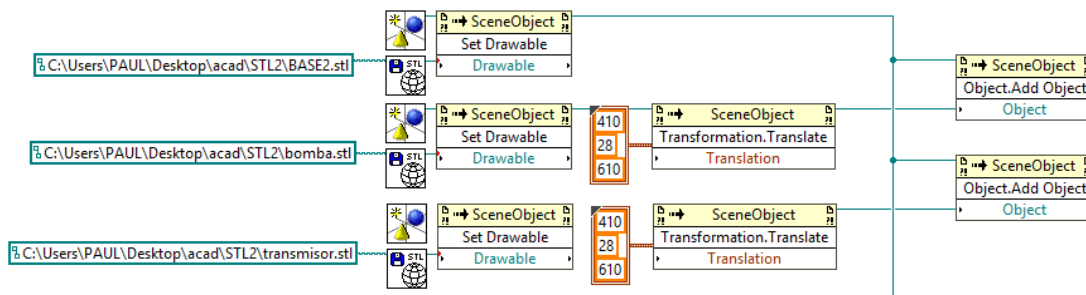 SceneObject
Set Drawable
STL
C:\Users\PAUL\Desktop\acad\STL2\BASE2.stl
Drawable
SceneObject
Object.Add Object
Object
SceneObject
410
SceneObject
Set Drawable
28
Transformation.Translate
STL
C:\Users\PAUL\Desktop\acad\STL2\bomba.stl
Drawable
610
Translation
SceneObject
Object.Add Object
Object
SceneObject
410
SceneObject
Set Drawable
28
Transformation.Translate
STL
C:\Users\PAUL\Desktop\acad\STL2\transmisor.stl
Drawable
610
Translation